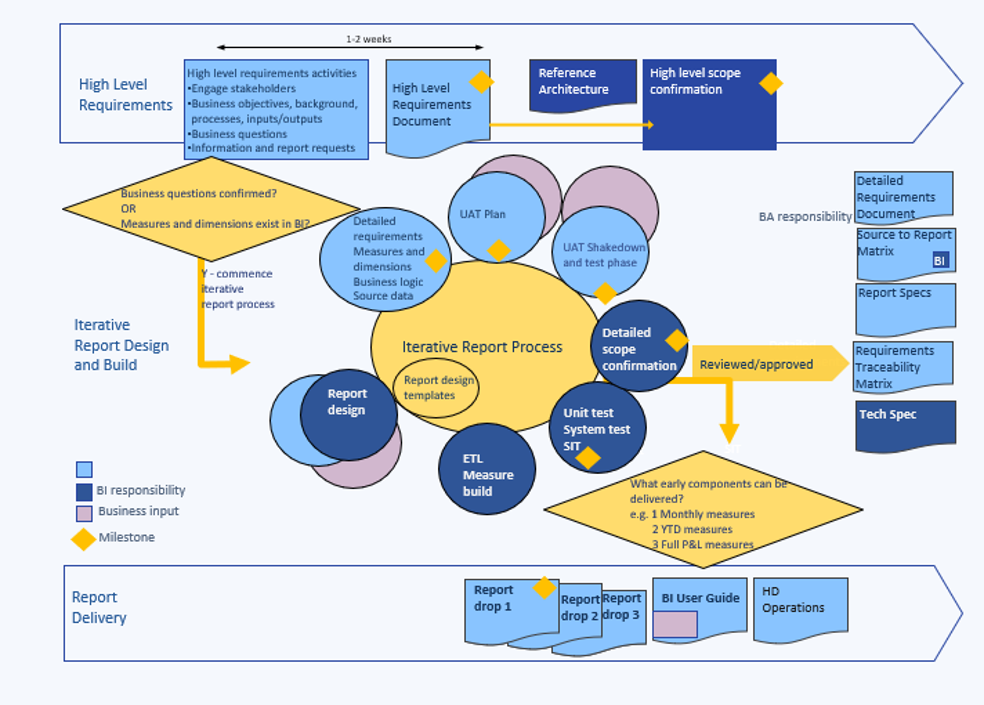 1-2 weeks
High Level
Requirements
High level requirements activities
•Engage stakeholders
•Business objectives, background,
processes, inputs/outputs
•Business questions
•Information and report requests
High Level
Requirements
Document
Reference
Architecture
High level scope
confirmation
Business questions confirmed?
OR
Measures and dimensions exist in BI?
Y - commence
iterative
report process
Iterative
Report Design
and Build
Detailed
requirements
Measures and
dimensions
Business logic
Source data
UAT Plan
UAT Shakedown
and test phase
Iterative Report Process
Report design
templates
Detailed
scope
confirmation
Report
design
ETL
Measure
build
Unit test
System test
SIT
Reviewed/approved
BA responsibility
Detailed
Requirements
Document
Source to Report
Matrix
BI
Report Specs
Requirements
Traceability
Matrix
Tech Spec
What early components can be
delivered?
e.g. 1 Monthly measures
2 YTD measures
3 Full P&L measures
BI responsibility
Business input
Milestone
Report
Delivery
Report
drop 1
Report
drop 2
Report
drop 3
BI User Guide
HD
Operations